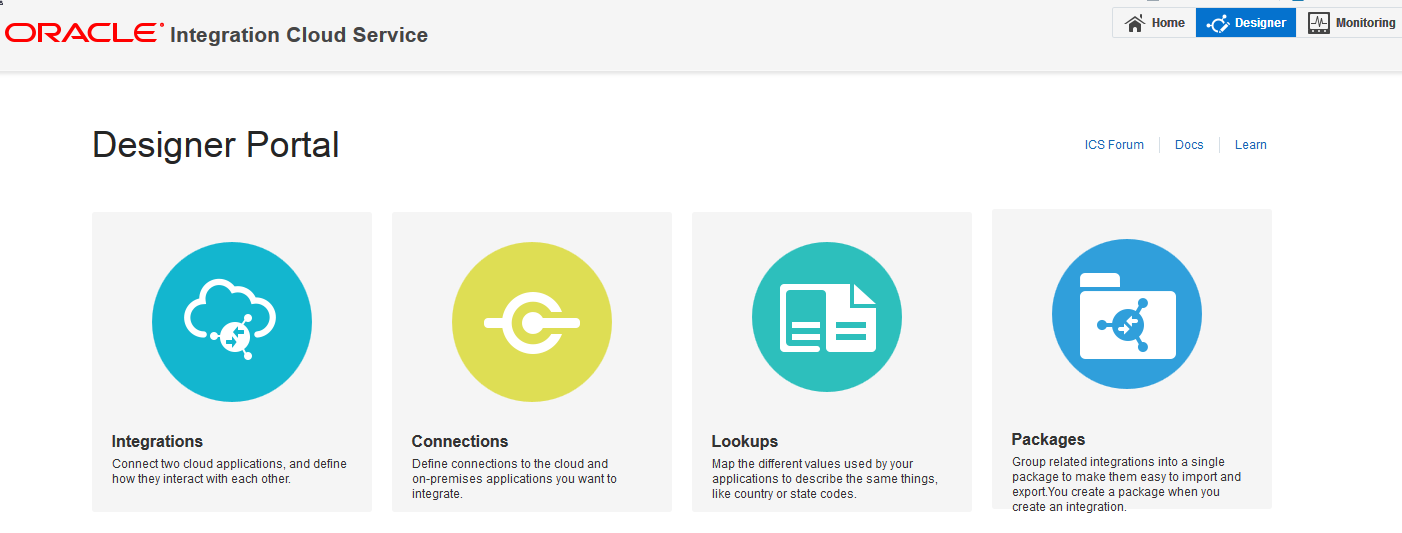 ORACLE Integration Cloud Service
Home
Designer
Monitoring
Designer Portal
ICS Forum
Docs
Learn
Integrations
Connect two cloud applications, and define
how they interact with each other.
Connections
Define connections to the cloud and
on-premises applications you want to
integrate.
Lookups
Map the different values used by your
applications to describe the same things,
like country or state codes.
Packages
Group related integrations into a single
package to make them easy to import and
export.You create a package when you
create an integration.